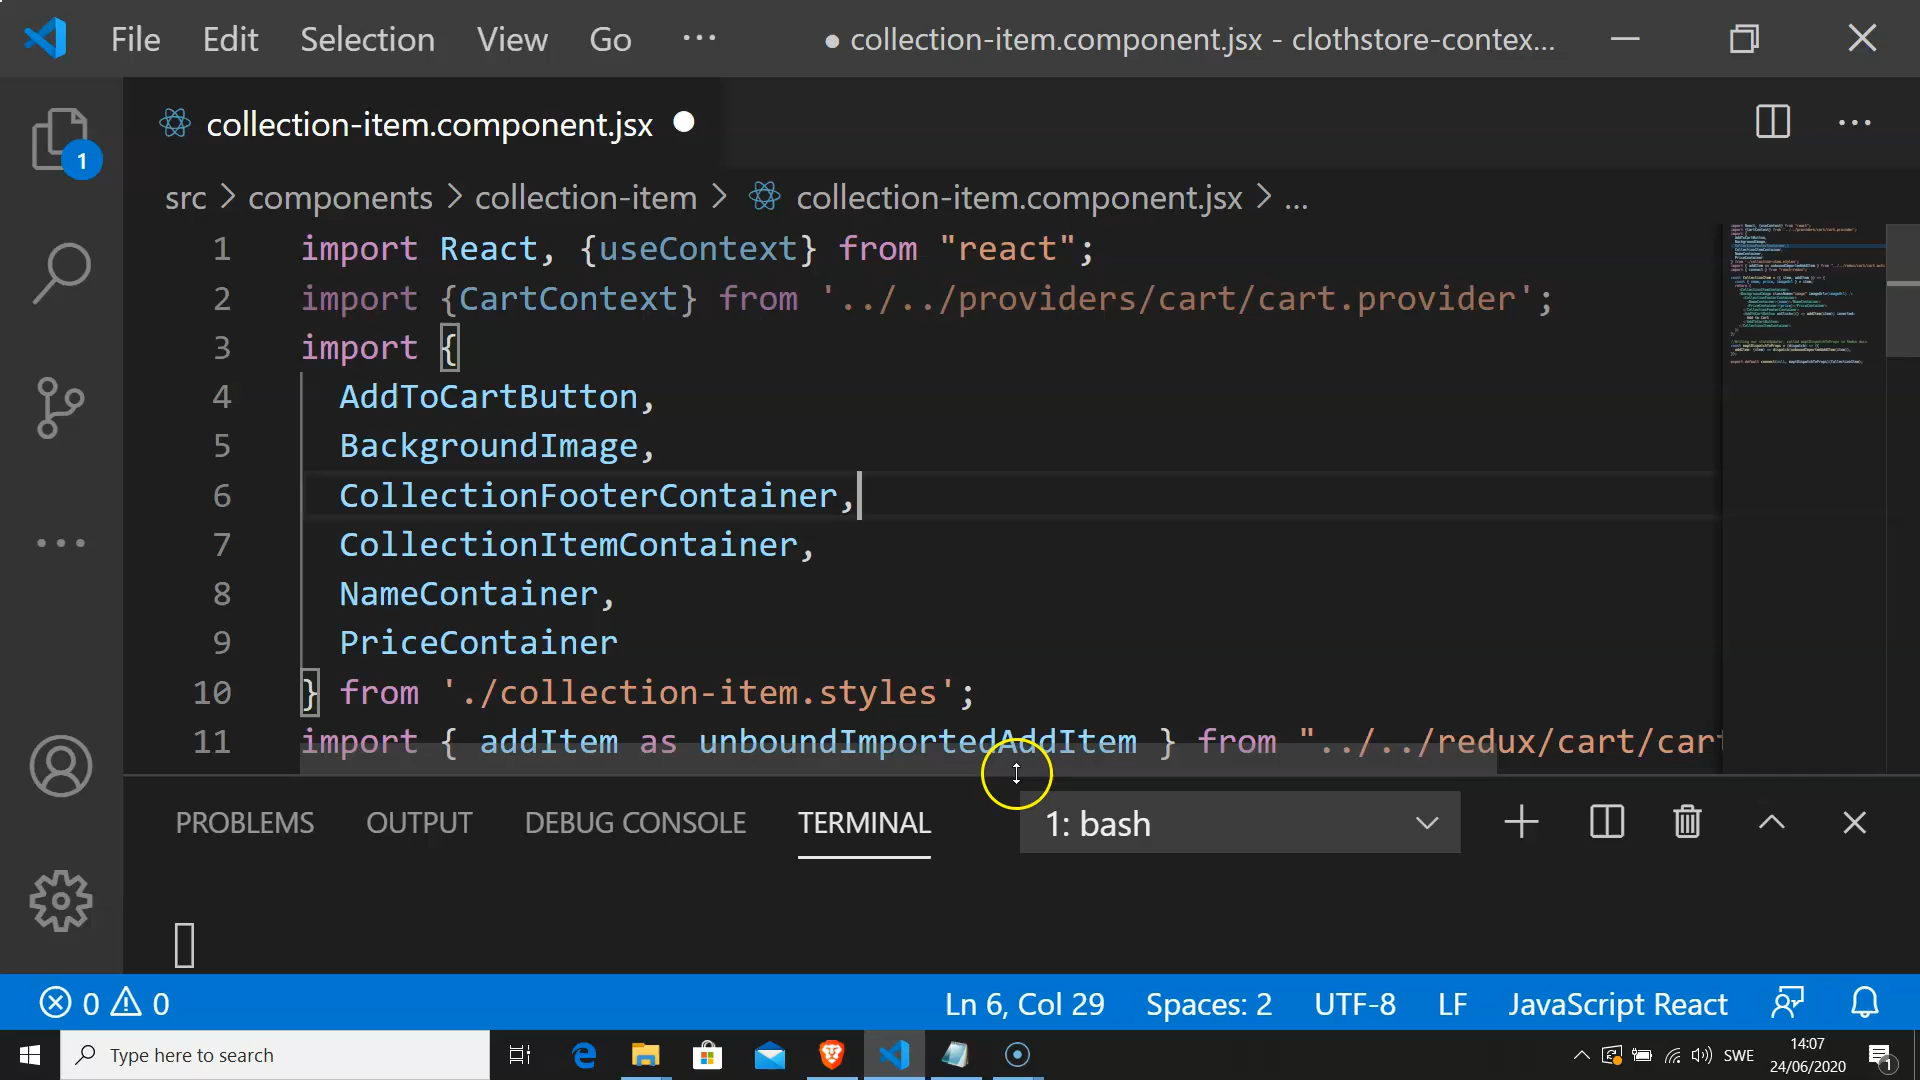 File Edit Selection View Go ··· ● collection-item.component.jsx - clothstore-contex...
collection-item.component.jsx
1
src > components > collection-item > collection-item.component.jsx > ...
1 import React, {useContext} from "react";
2 import {CartContext} from '../../providers/cart/cart.provider';
3 import {
4 AddToCartButton,
5 BackgroundImage,
6 CollectionFooterContainer,
7 CollectionItemContainer,
8 NameContainer,
9 PriceContainer
10 } from './collection-item.styles';
11 import { addItem as unboundImportedAddItem } from "../../redux/cart/cart
PROBLEMS OUTPUT DEBUG CONSOLE TERMINAL 1: bash
0 0 Ln 6, Col 29 Spaces: 2 UTF-8 LF JavaScript React
Type here to search SWE 14:07
24/06/2020 1